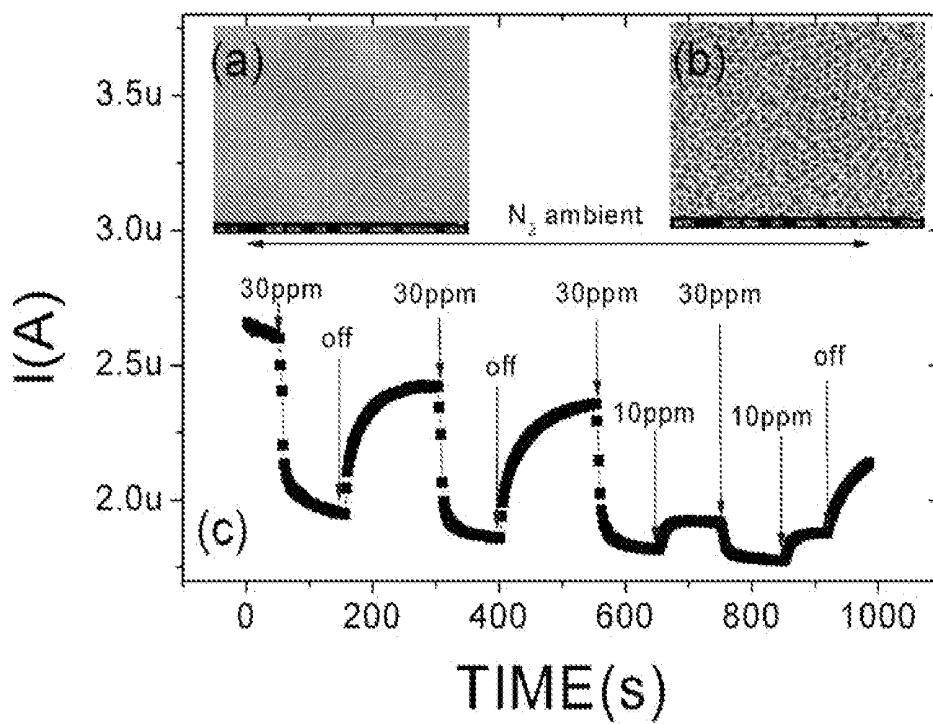 (a)
(b)
3.5u
3.0u
N2 ambient
30ppm
30ppm
30ppm
30ppm
off
off
off
2.5u
10ppm
10ppm
2.0u
(c)
I(A)
0 200 400 600 800 1000
TIME(s)